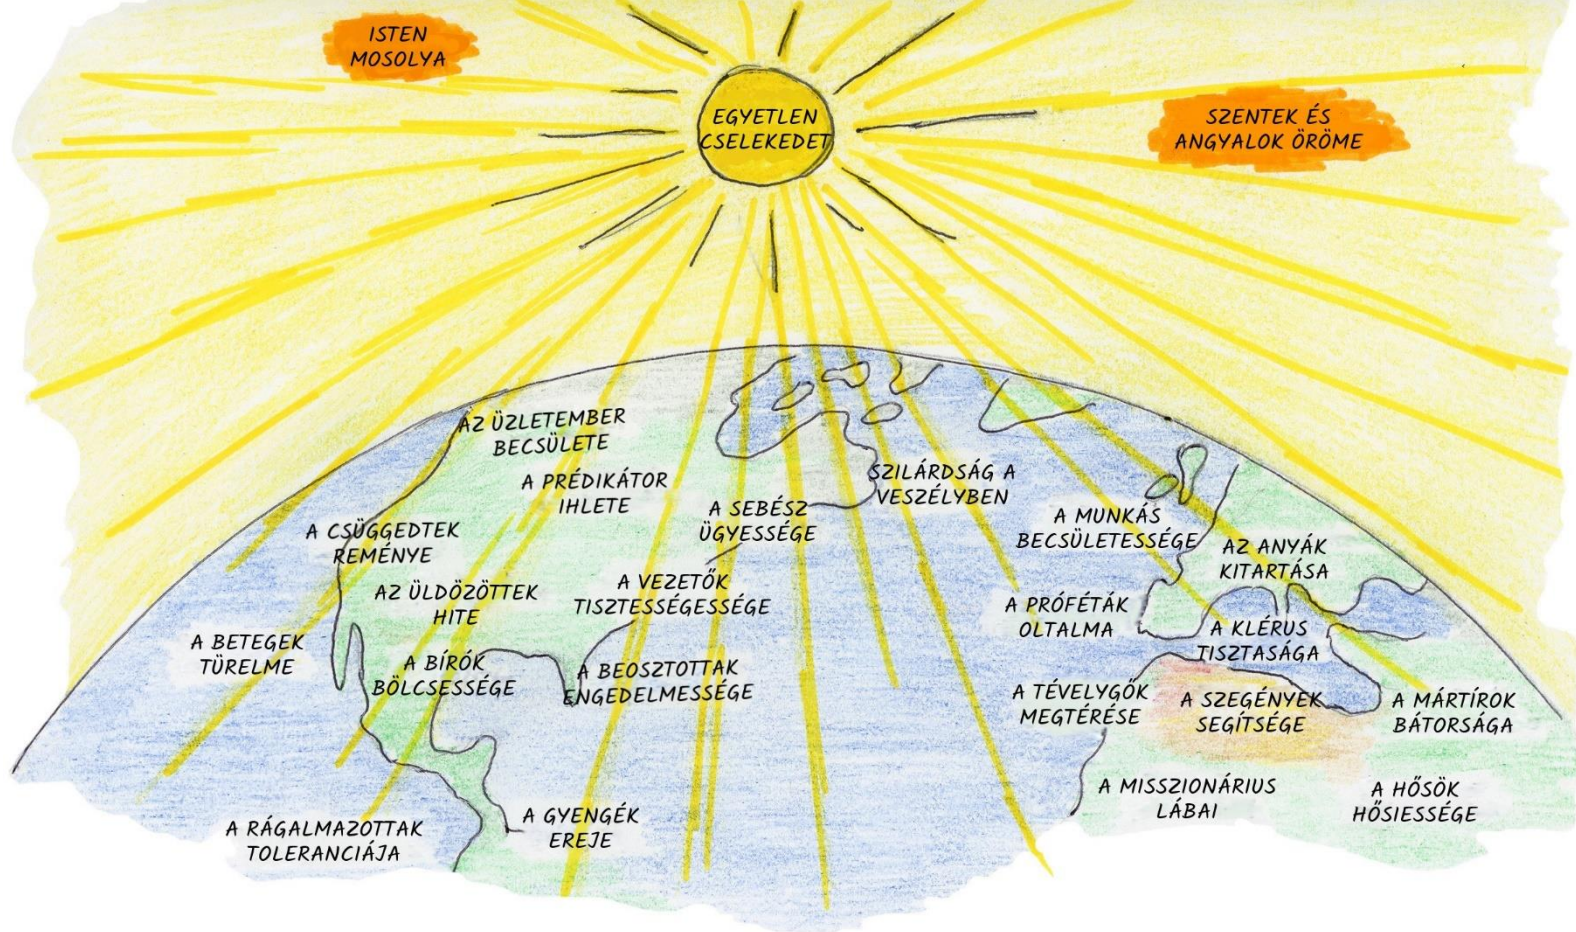 ISTEN
MOSOLYA
EGYETLEN
CSELEKEDET
SZENTEK ÉS
ANGYALOK ÖRÖME
AZ ÜZLETEMBER
BECSÜLETE
A PRÉDIKÁTOR
IHLETE
SZILÁRDSÁG A
VESZÉLYBEN
A SEBÉSZ
ÜGYESSÉGE
A MUNKÁS
BECSÜLETESSÉGE
A CSÜGGEDTEK
REMÉNYE
AZ ANYÁK
KITARTÁSA
AZ ÜLDÖZÖTTEK
HITE
A VEZETŐK
TISZTESSÉGESSÉGE
A PRÓFÉTÁK
OLTALMA
A KLÉRUS
TISZTASÁGA
A BETEGEK
TÜRELME
A BÍRÓK
BÖLCSESSÉGE
A BEOSZTOTTAK
ENGEDELMESSÉGE
A TÉVELYGŐK
MEGTÉRÉSE
A SZEGÉNYEK
SEGÍTSÉGE
A MÁRTÍROK
BÁTORSÁGA
A MISSZIONÁRIUS
LÁBAI
A HŐSÖK
HŐSIESSÉGE
A RÁGALMAZOTTAK
TOLERANCIÁJA
A GYENGÉK
EREJE